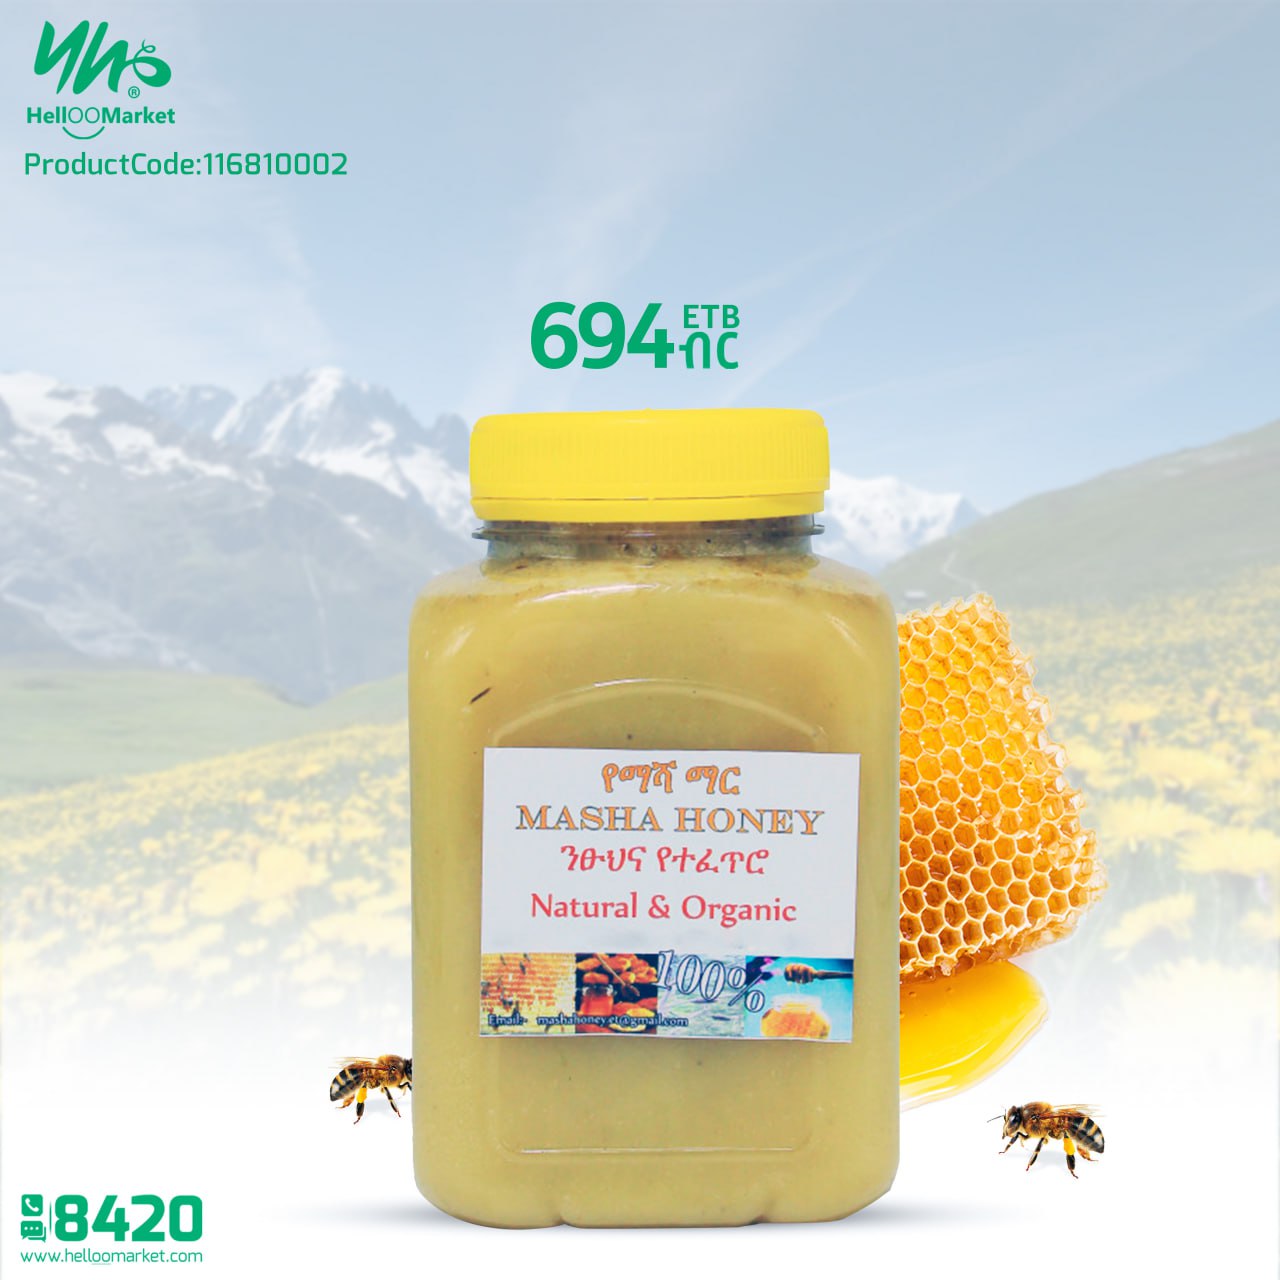 ሄሎ
®
HellOOMarket
ProductCode:116810002
694 ETB
ብር
የማሻ ማር
MASHA HONEY
ንፁህና የተፈጥሮ
Natural & Organic
100%
Email:- mashahoney.et@gmail.com
8420
www.helloomarket.com